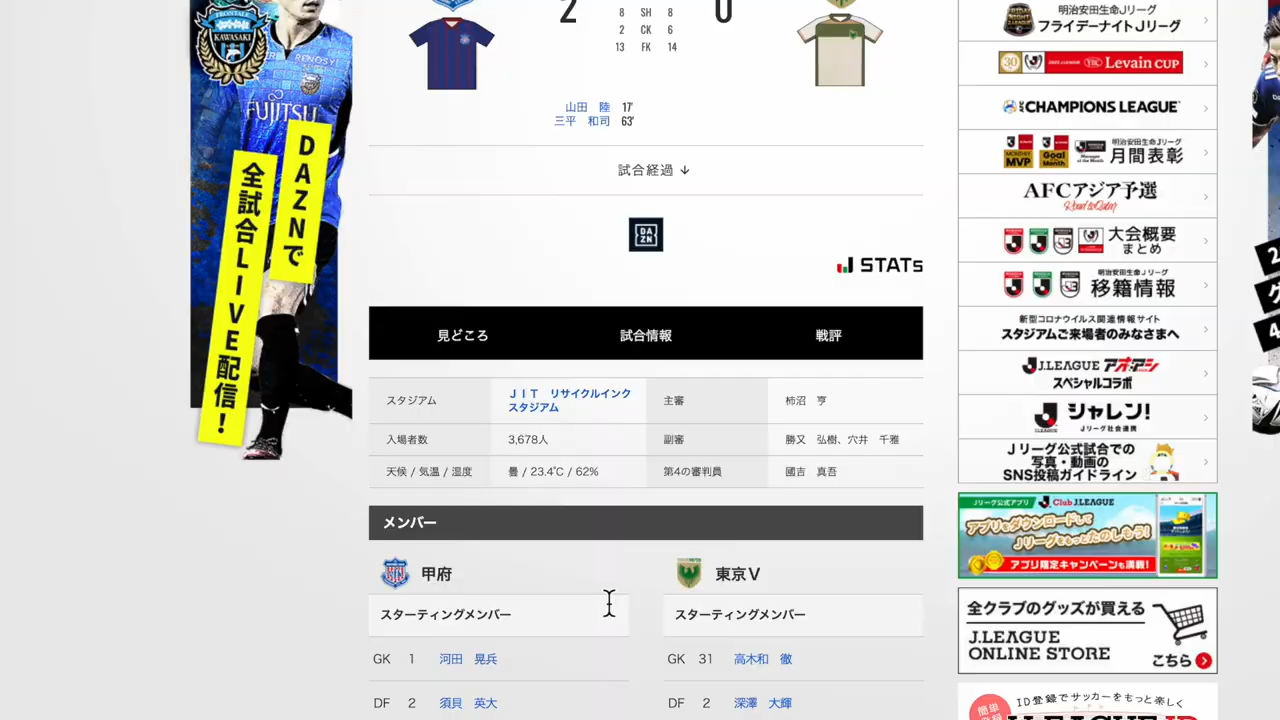 FRONTALE
KAWASAKI
RENOSY
FUJITSU
DAZNで
全試合LIVE配信!
2
0
8 SH 8
2 CK 6
13 FK 14
山田 陸 17'
三平 和司 63'
試合経過 ↓
DAZN
STATS
見どころ 試合情報 戦評
スタジアム JIT リサイクルインク
スタジアム 主審 柿沼 亨
入場者数 3,678人 副審 勝又 弘樹、穴井 千雅
天候 / 気温 / 湿度 曇 / 23.4℃ / 62% 第4の審判員 國吉 真吾
メンバー
甲府
スターティングメンバー
GK 1 河田 晃兵
DF 2 須貝 英大
東京V
スターティングメンバー
GK 31 高木和 徹
DF 2 深澤 大輝
明治安田生命Jリーグ
フライデーナイトJリーグ
30 Levain CUP
CHAMPIONS LEAGUE
MONTHLY
MVP
Goal
Month
明治安田生命Jリーグ
月間表彰
AFCアジア予選
Road to Qatar
大会概要
まとめ
明治安田生命Jリーグ
移籍情報
新型コロナウイルス関連情報サイト
スタジアムご来場者のみなさまへ
J.LEAGUE アオアシ
スペシャルコラボ
シャレン!
Jリーグ社会連携
Jリーグ公式試合での
写真・動画の
SNS投稿ガイドライン
Jリーグ公式アプリ Club J.LEAGUE
アプリをダウンロードして
Jリーグをもっとたのしもう!
アプリ限定キャンペーンも満載!
全クラブのグッズが買える
J.LEAGUE
ONLINE STORE
こちら
簡単
ID登録でサッカーをもっと楽しく
J.LEAGUE ID
2
4